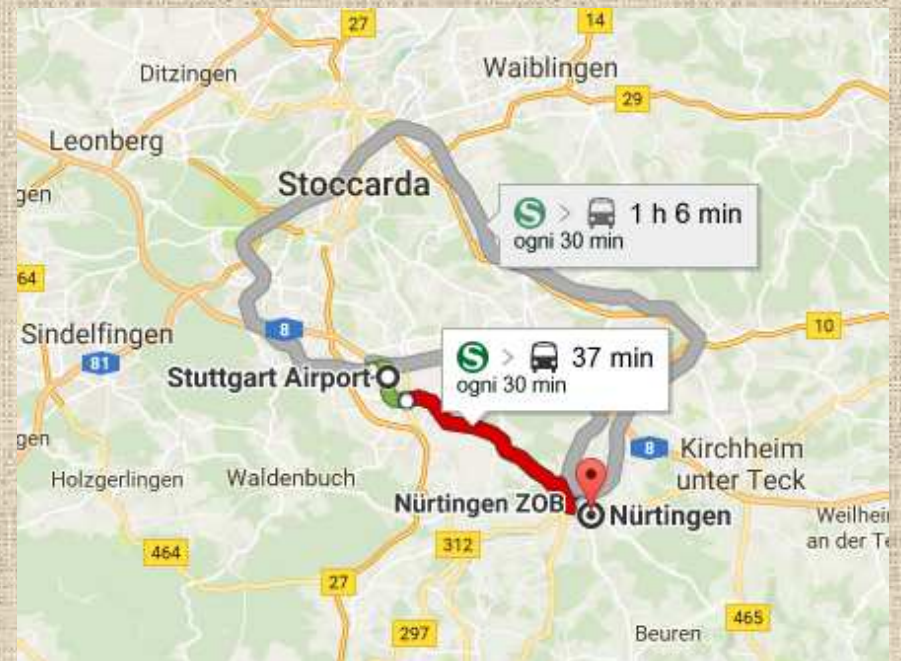 27
14
Ditzingen
Waiblingen
29
Leonberg
Stoccarda
gen
S > 1 h 6 min
ogni 30 min
64
Sindelfingen
8
10
81
S > 37 min
ogni 30 min
Stuttgart Airport
gen
8
Kirchheim
unter Teck
Holzgerlingen
Waldenbuch
Nürtingen ZOB
Nürtingen
Weilhei
an der Te
464
312
27
297
465
Beuren